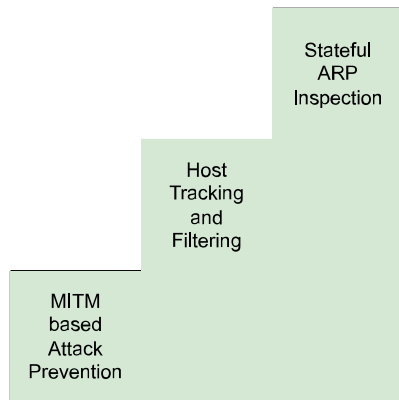 Stateful
ARP
Inspection
Host
Tracking
and
Filtering
MITM
based
Attack
Prevention